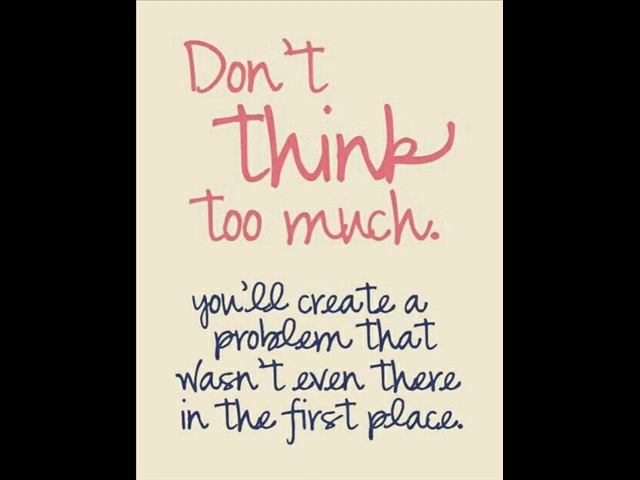 Don't
think
too much.
you'll create a
problem that
wasn't even there
in the first place.